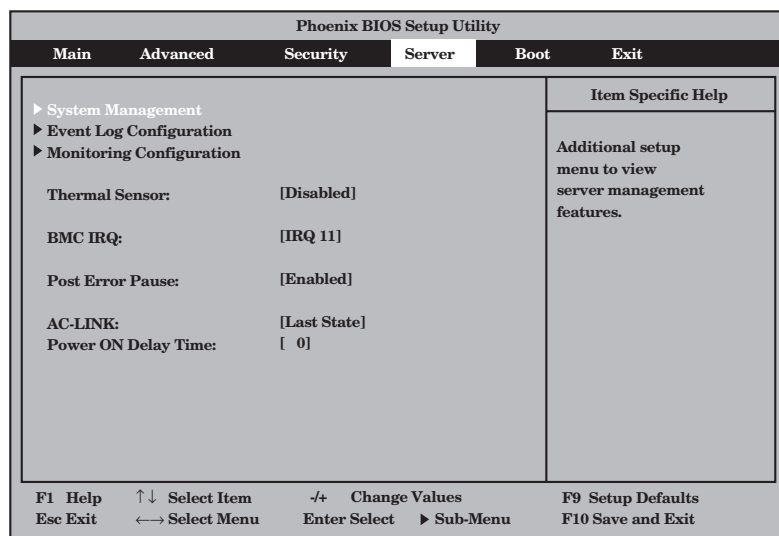 Phoenix BIOS Setup Utility
Main Advanced Security Server Boot Exit
▶ System Management
▶ Event Log Configuration
▶ Monitoring Configuration
Thermal Sensor: [Disabled]
BMC IRQ: [IRQ 11]
Post Error Pause: [Enabled]
AC-LINK: [Last State]
Power ON Delay Time: [ 0]
Item Specific Help
Additional setup
menu to view
server management
features.
F1 Help ↑↓ Select Item -/+ Change Values F9 Setup Defaults
Esc Exit ←→ Select Menu Enter Select ▶ Sub-Menu F10 Save and Exit